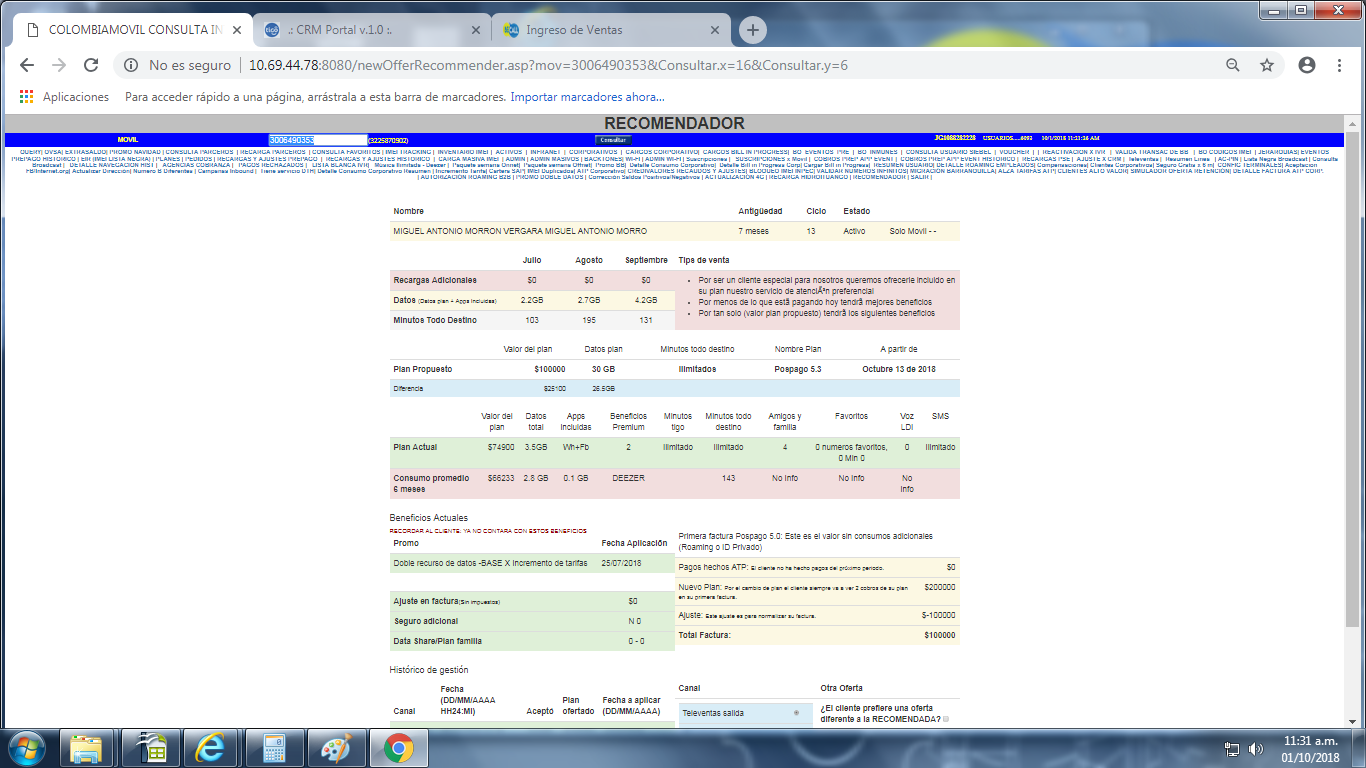 COLOMBIAMOVIL CONSULTA IN
.: CRM Portal v.1.0 :.
Ingreso de Ventas
No es seguro | 10.69.44.78:8080/newOfferRecommender.asp?mov=3006490353&Consultar.x=16&Consultar.y=6
Aplicaciones Para acceder rápido a una página, arrástrala a esta barra de marcadores. Importar marcadores ahora...
RECOMENDADOR
MOVIL 3006490353 (3225870902) Consultar JG1088282228 USUARIOS.....6092 10/1/2018 11:31:16 AM
Nombre Antigüedad Ciclo Estado
MIGUEL ANTONIO MORRON VERGARA MIGUEL ANTONIO MORRO 7 meses 13 Activo Solo Movil - -
Julio Agosto Septiembre Tips de venta
Recargas Adicionales $0 $0 $0
Datos (Datos plan + Apps incluidas) 2.2GB 2.7GB 4.2GB
Minutos Todo Destino 103 195 131
Por ser un cliente especial para nosotros queremos ofrecerle incluido en
su plan nuestro servicio de atenciÃ³n preferencial
Por menos de lo que está pagando hoy tendrá mejores beneficios
Por tan solo (valor plan propuesto) tendrá los siguientes beneficios
Valor del plan Datos plan Minutos todo destino Nombre Plan A partir de
Plan Propuesto $100000 30 GB Ilimitados Pospago 5.3 Octubre 13 de 2018
Diferencia $25100 26.5GB
Valor del plan Datos total Apps incluidas Beneficios Premium Minutos tigo Minutos todo destino Amigos y familia Favoritos Voz LDI SMS
Plan Actual $74900 3.5GB Wh+Fb 2 Ilimitado Ilimitado 4 0 numeros favoritos, 0 Min 0 0 Ilimitado
Consumo promedio 6 meses $66233 2.8 GB 0.1 GB DEEZER 143 No Info No Info No Info
Beneficios Actuales
RECORDAR AL CLIENTE: YA NO CONTARA CON ESTOS BENEFICIOS
Promo Fecha Aplicación
Doble recurso de datos -BASE X Incremento de tarifas 25/07/2018
Ajuste en factura(Sin impuestos) $0
Seguro adicional N 0
Data Share/Plan familia 0 - 0
Primera factura Pospago 5.0: Este es el valor sin consumos adicionales
(Roaming o ID Privado)
Pagos hechos ATP: El cliente no ha hecho pagos del próximo periodo. $0
Nuevo Plan: Por el cambio de plan el cliente siempre va a ver 2 cobros de su plan $200000
en su primera factura.
Ajuste: Este ajuste es para normalizar su factura. $-100000
Total Factura: $100000
Histórico de gestión
Canal Fecha (DD/MM/AAAA HH24:MI) Aceptó Plan ofertado Fecha a aplicar (DD/MM/AAAA)
Canal Otra Oferta
Televentas salida ¿El cliente prefiere una oferta
diferente a la RECOMENDADA?
11:31 a.m.
01/10/2018